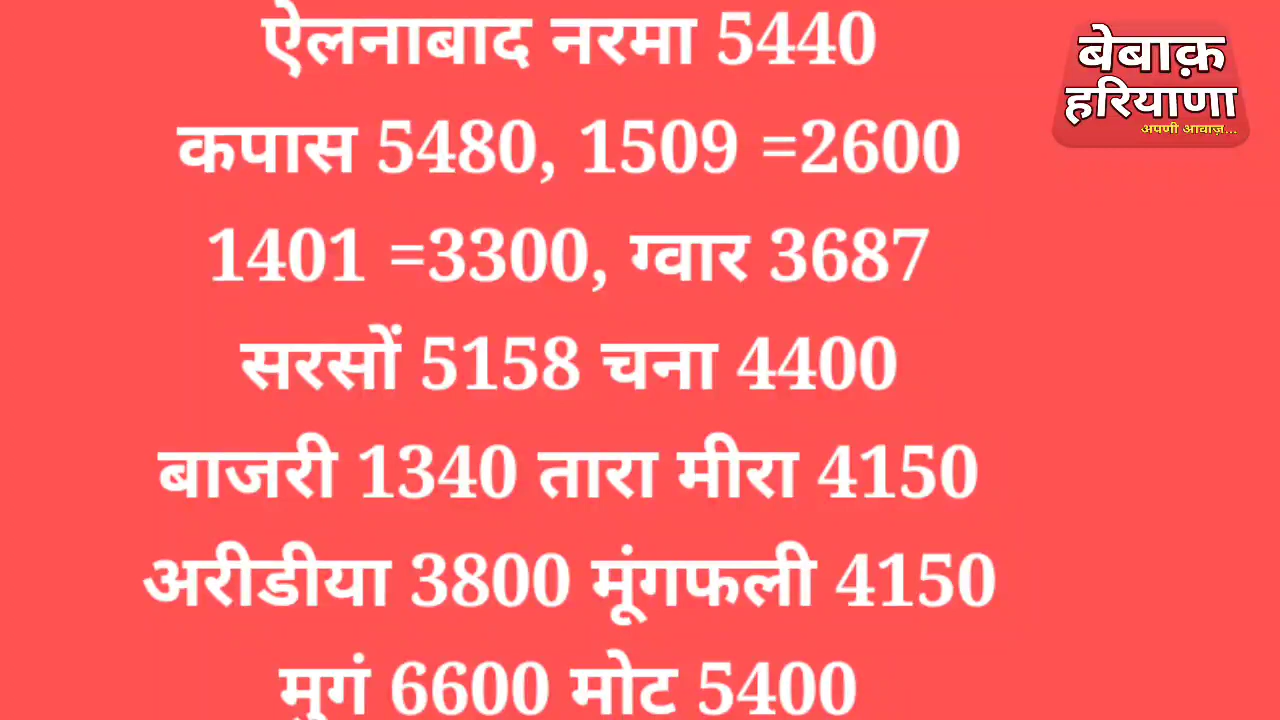 ऐलनाबाद नरमा 5440
कपास 5480, 1509 =2600
1401 =3300, ग्वार 3687
सरसों 5158 चना 4400
बाजरी 1340 तारा मीरा 4150
अरीडीया 3800 मूंगफली 4150
मुगं 6600 मोट 5400
बेबाक़
हरियाणा
अपणी आवाज़...